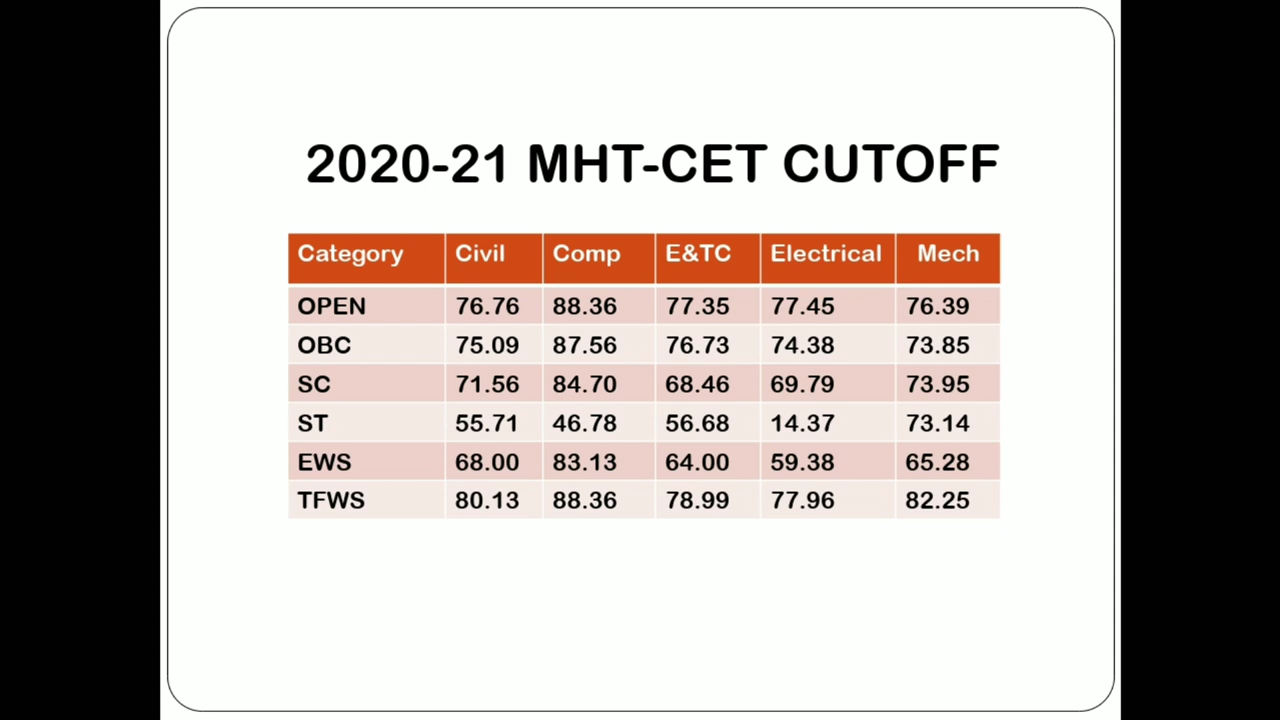 2020-21 MHT-CET CUTOFF
Category Civil Comp E&TC Electrical Mech
OPEN 76.76 88.36 77.35 77.45 76.39
OBC 75.09 87.56 76.73 74.38 73.85
SC 71.56 84.70 68.46 69.79 73.95
ST 55.71 46.78 56.68 14.37 73.14
EWS 68.00 83.13 64.00 59.38 65.28
TFWS 80.13 88.36 78.99 77.96 82.25